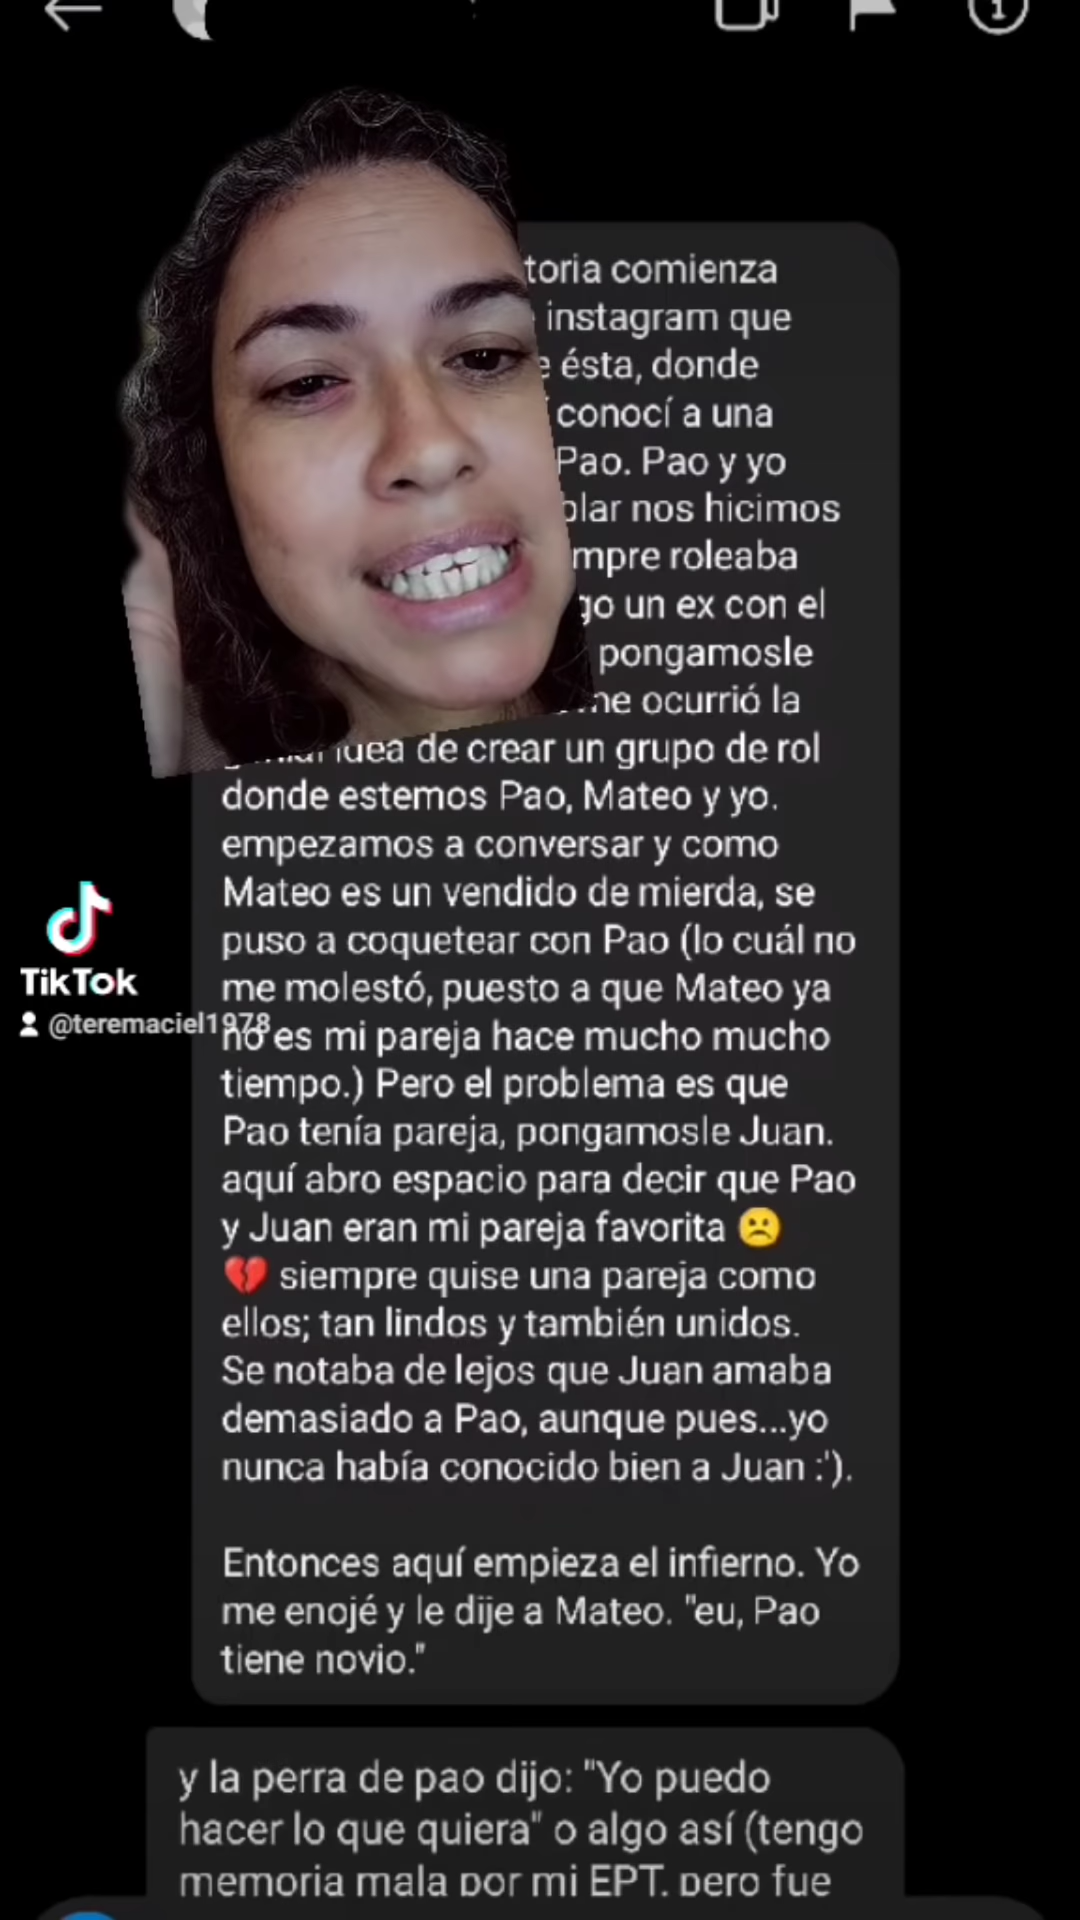 toria comienza
instagram que
ésta, donde
conocí a una
Pao. Pao y yo
nos hicimos
roleaba
un ex con el
pongamosle
me ocurrió la
idea de crear un grupo de rol
donde estemos Pao, Mateo y yo.
empezamos a conversar y como
Mateo es un vendido de mierda, se
puso a coquetear con Pao (lo cuál no
me molestó, puesto a que Mateo ya
no es mi pareja hace mucho mucho
tiempo.) Pero el problema es que
Pao tenía pareja, pongamosle Juan.
aquí abro espacio para decir que Pao
y Juan eran mi pareja favorita ☹️
💔 siempre quise una pareja como
ellos; tan lindos y también unidos.
Se notaba de lejos que Juan amaba
demasiado a Pao, aunque pues...yo
nunca había conocido bien a Juan :').
Entonces aquí empieza el infierno. Yo
me enojé y le dije a Mateo. "eu, Pao
tiene novio."
y la perra de pao dijo: "Yo puedo
hacer lo que quiera" o algo así (tengo
memoria mala por mi EPT. pero fue
TikTok
@teremaciel1978